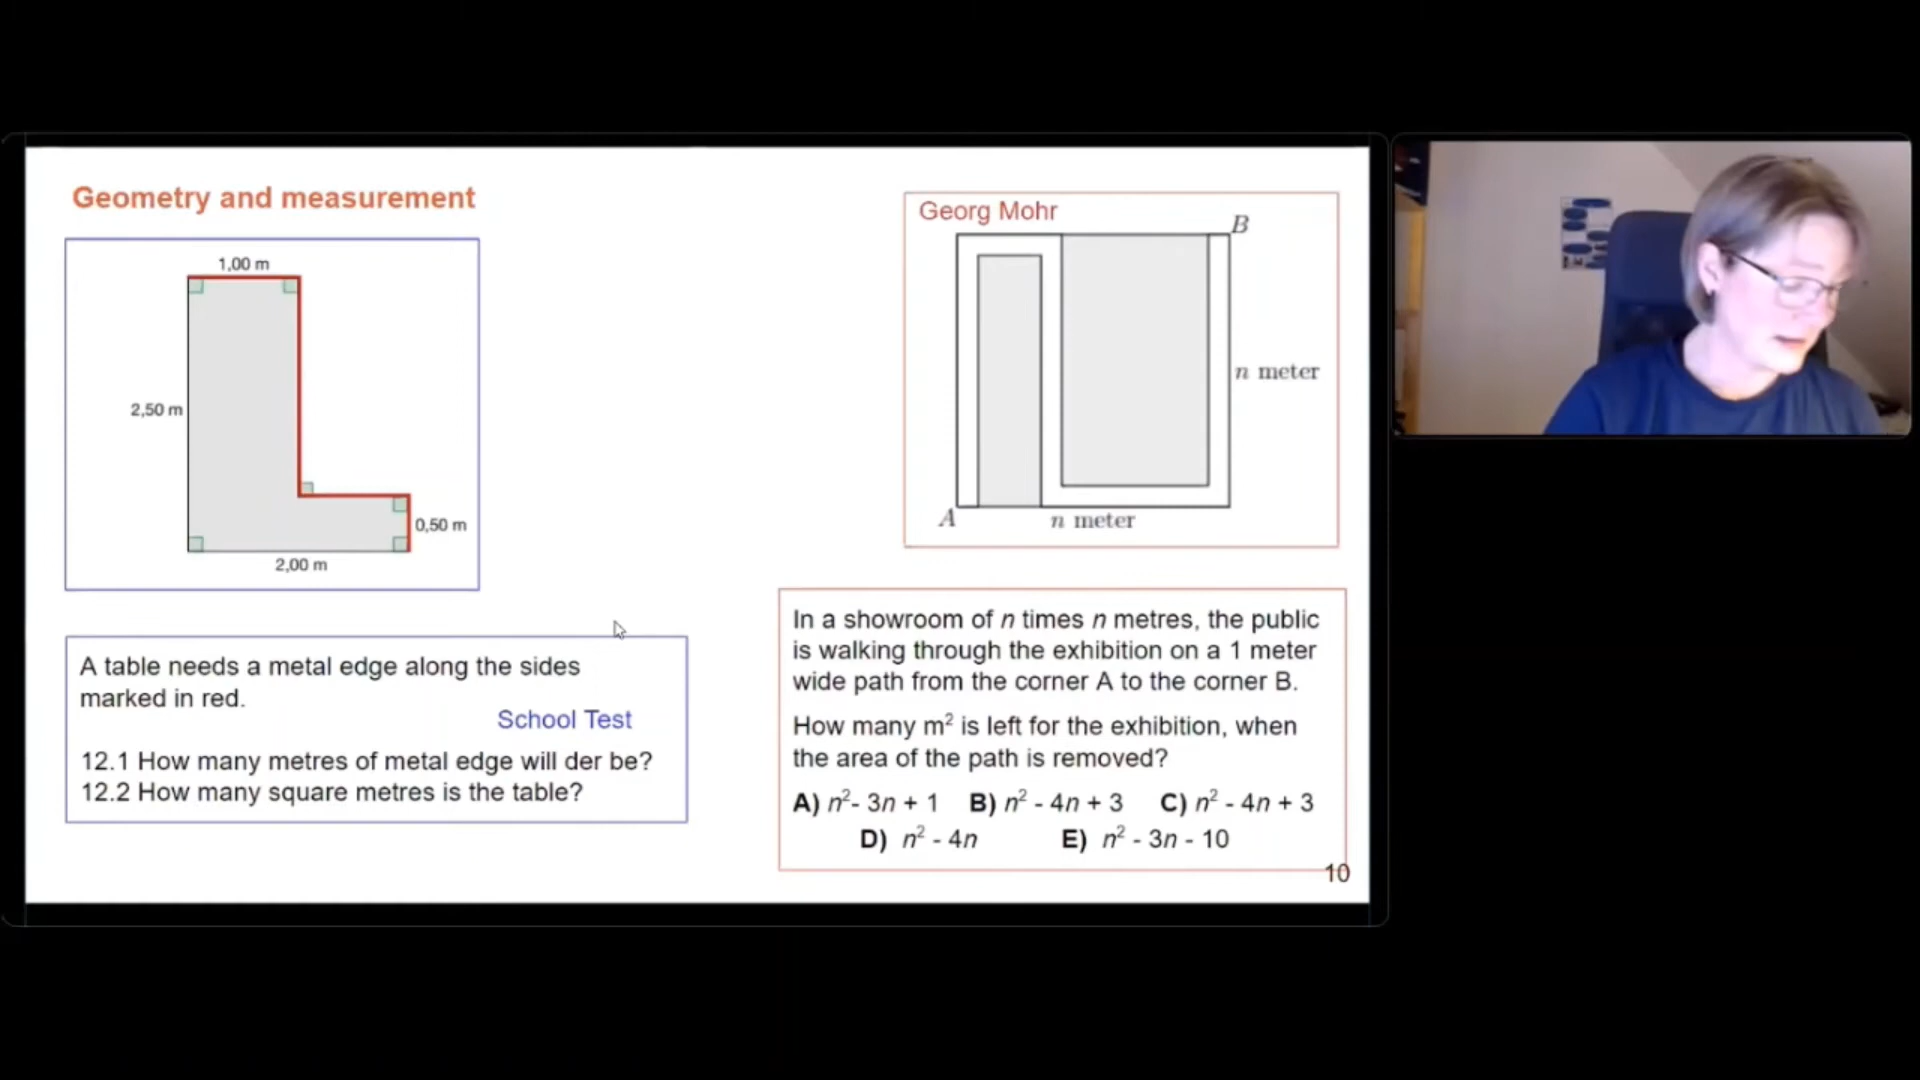 Geometry and measurement
1,00 m
2,50 m
0,50 m
2,00 m
A table needs a metal edge along the sides
marked in red.
School Test
12.1 How many metres of metal edge will der be?
12.2 How many square metres is the table?
Georg Mohr
B
n meter
A
n meter
In a showroom of n times n metres, the public
is walking through the exhibition on a 1 meter
wide path from the corner A to the corner B.
How many m² is left for the exhibition, when
the area of the path is removed?
A) n²- 3n + 1 B) n² - 4n + 3 C) n² - 4n + 3
D) n² - 4n E) n² - 3n - 10
10